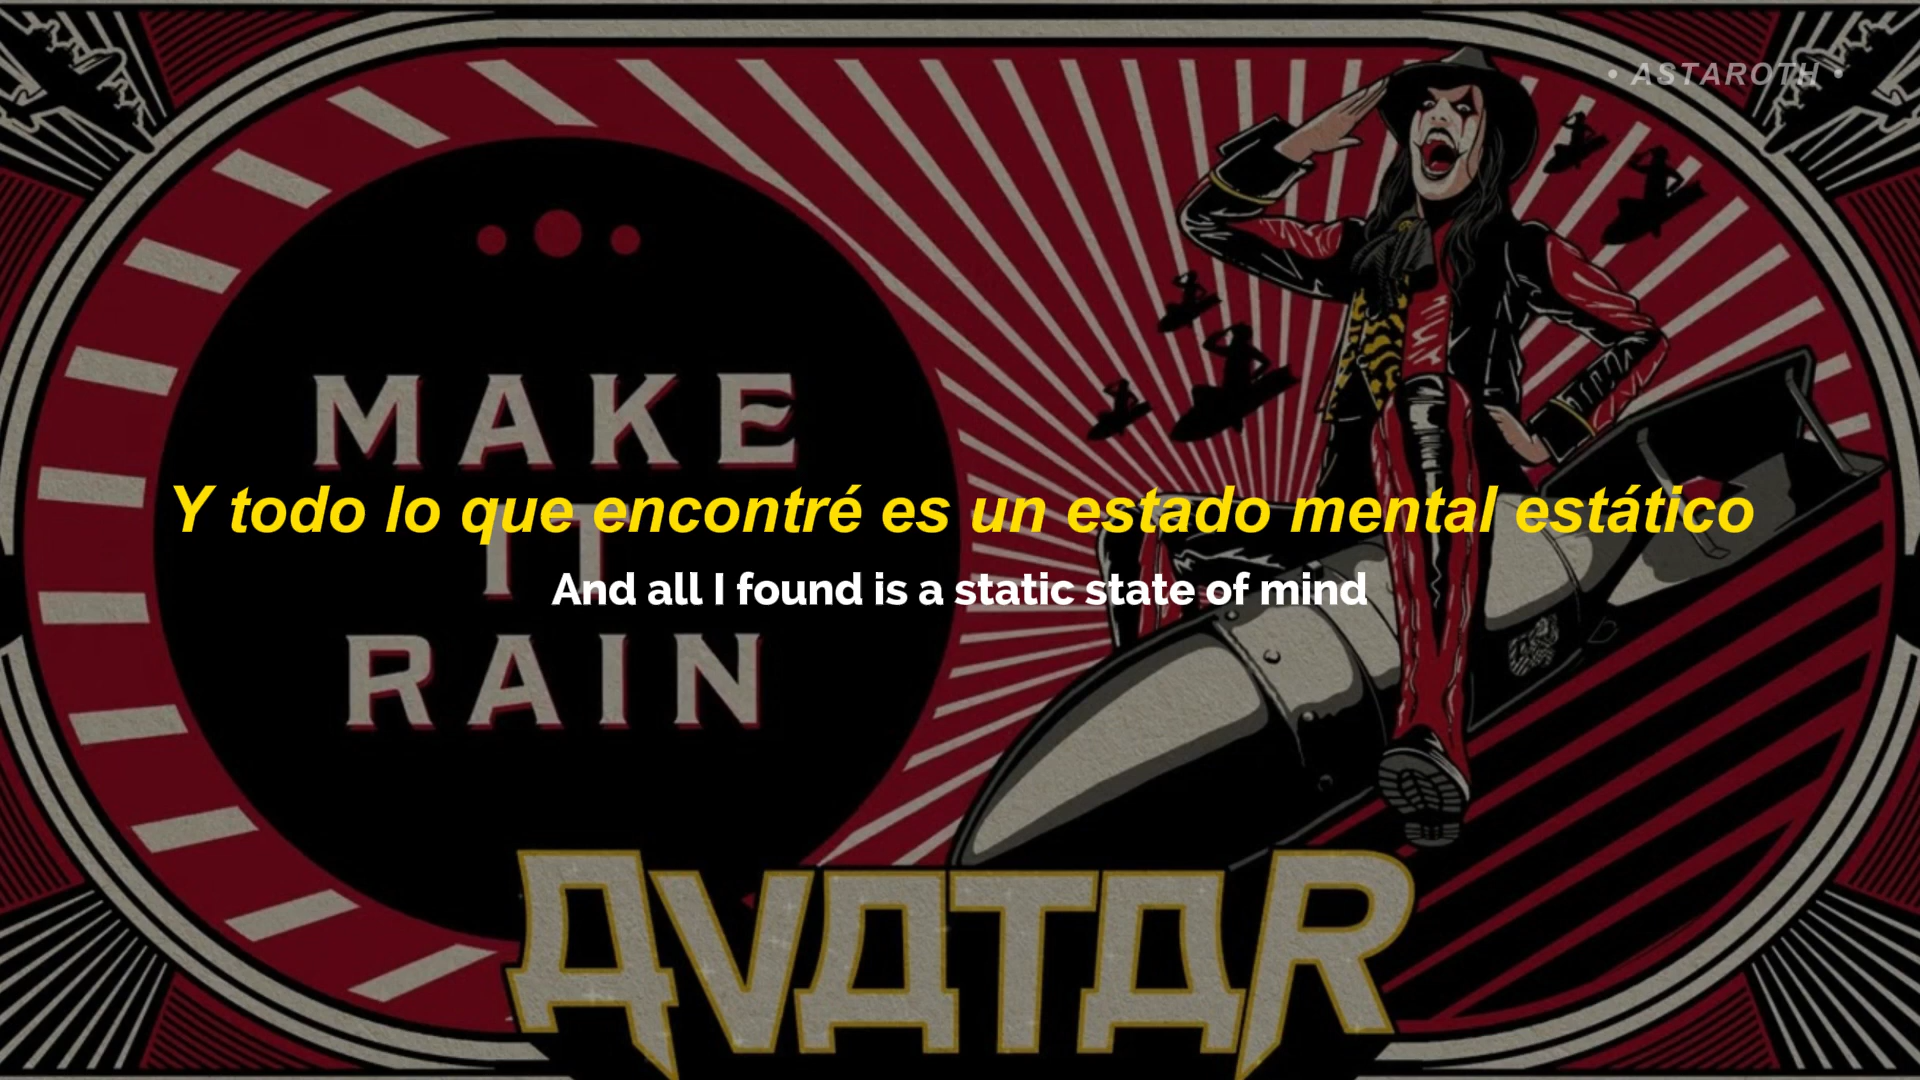 • ASTAROTH •
MAKE
IT
RAIN
Y todo lo que encontré es un estado mental estático
And all I found is a static state of mind
AVATAR